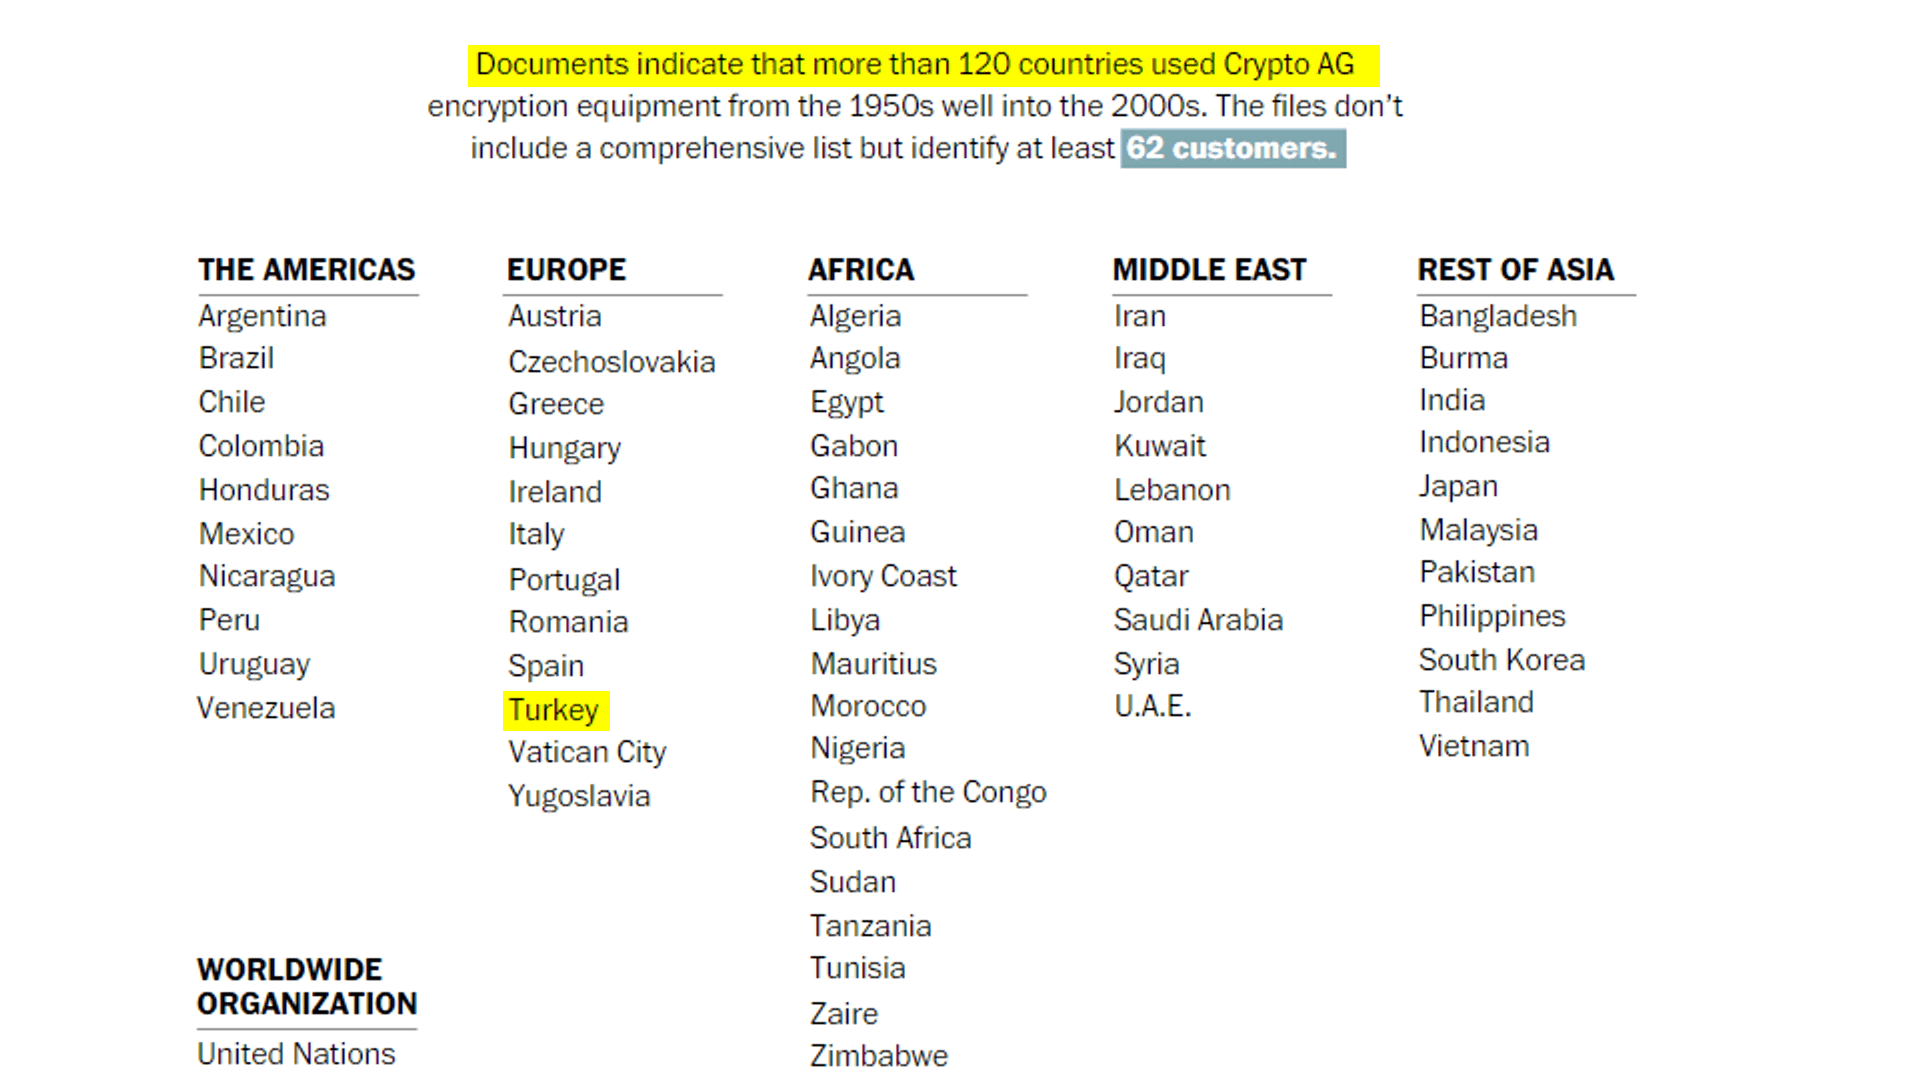 Documents indicate that more than 120 countries used Crypto AG
encryption equipment from the 1950s well into the 2000s. The files don’t
include a comprehensive list but identify at least 62 customers.
THE AMERICAS
Argentina
Brazil
Chile
Colombia
Honduras
Mexico
Nicaragua
Peru
Uruguay
Venezuela
EUROPE
Austria
Czechoslovakia
Greece
Hungary
Ireland
Italy
Portugal
Romania
Spain
Turkey
Vatican City
Yugoslavia
AFRICA
Algeria
Angola
Egypt
Gabon
Ghana
Guinea
Ivory Coast
Libya
Mauritius
Morocco
Nigeria
Rep. of the Congo
South Africa
Sudan
Tanzania
Tunisia
Zaire
Zimbabwe
MIDDLE EAST
Iran
Iraq
Jordan
Kuwait
Lebanon
Oman
Qatar
Saudi Arabia
Syria
U.A.E.
REST OF ASIA
Bangladesh
Burma
India
Indonesia
Japan
Malaysia
Pakistan
Philippines
South Korea
Thailand
Vietnam
WORLDWIDE
ORGANIZATION
United Nations